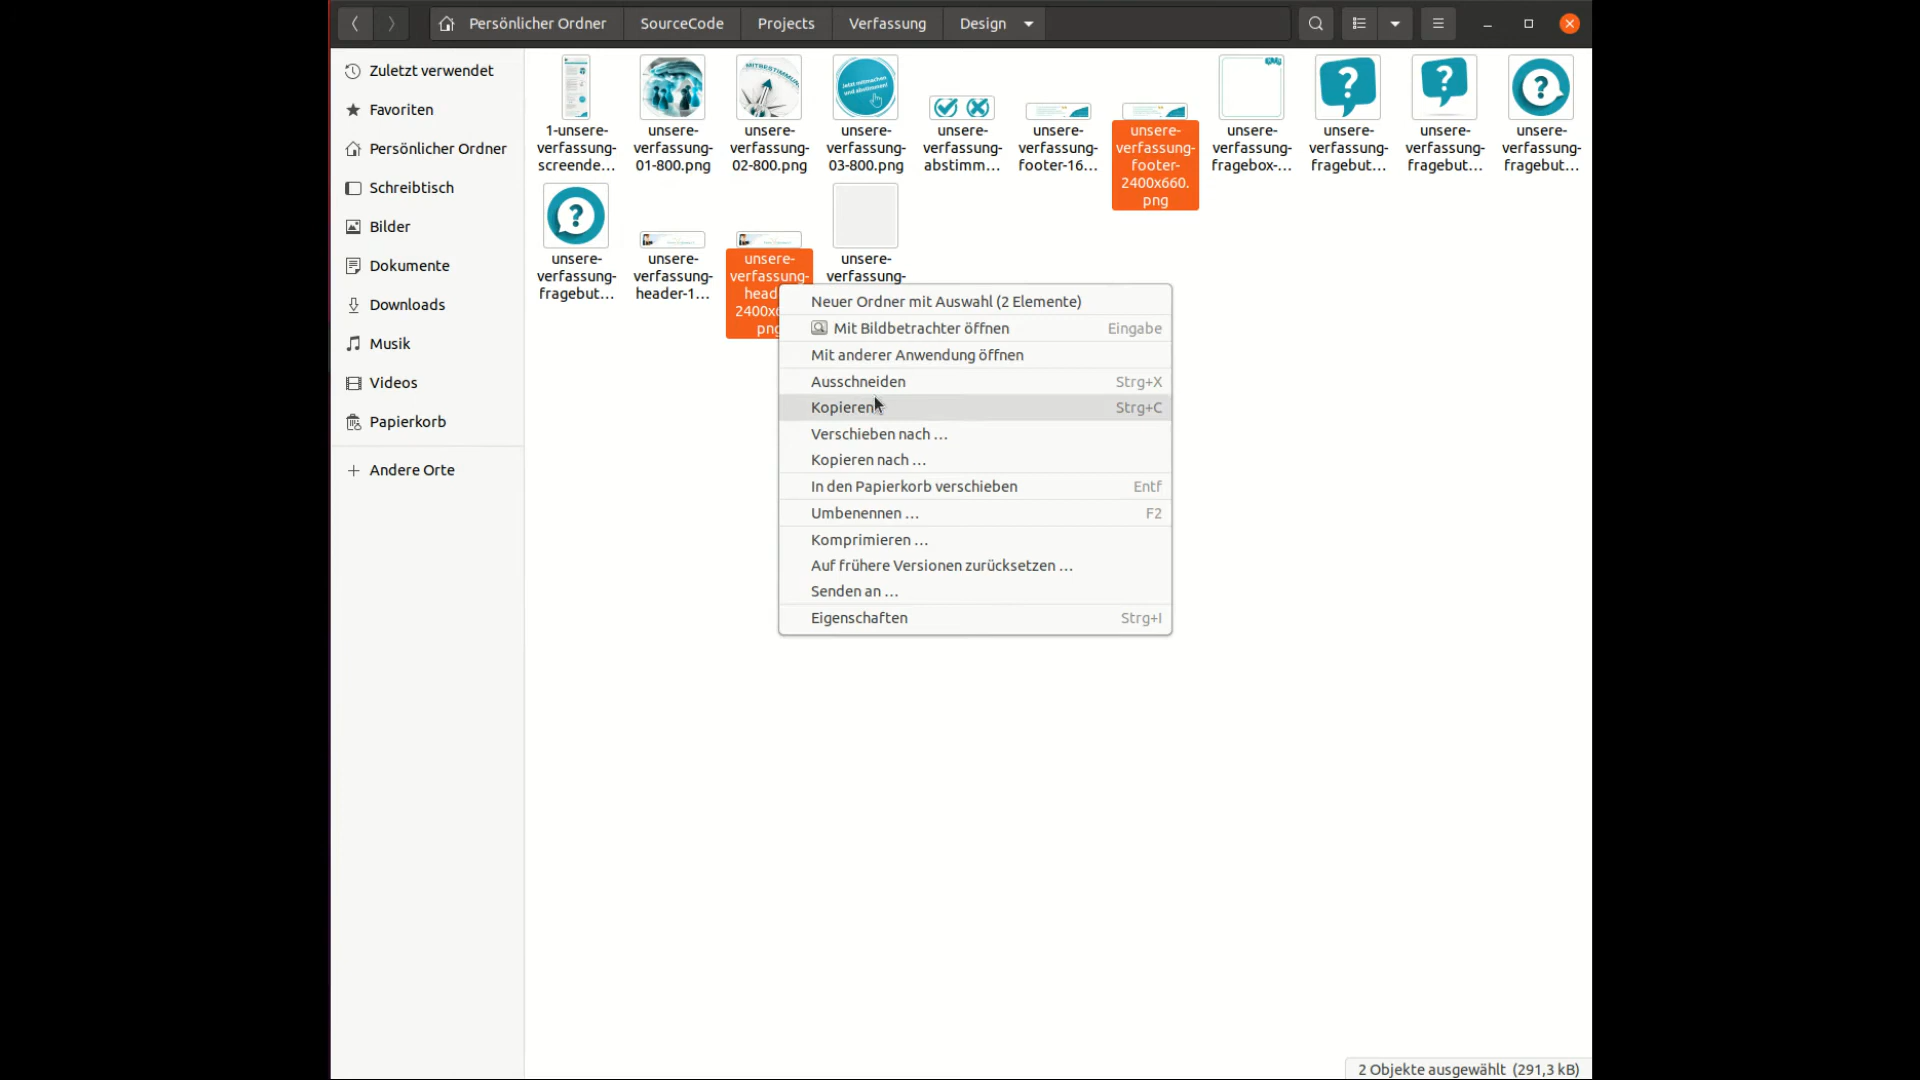 Persönlicher Ordner SourceCode Projects Verfassung Design
Zuletzt verwendet
Favoriten
Persönlicher Ordner
Schreibtisch
Bilder
Dokumente
Downloads
Musik
Videos
Papierkorb
Andere Orte
1-unsere-
verfassung-
screende...
unsere-
verfassung-
01-800.png
MITBESTIMMUN
unsere-
verfassung-
02-800.png
Jetzt mitmachen
und abstimmen!
unsere-
verfassung-
03-800.png
unsere-
verfassung-
abstimm...
unsere-
verfassung-
footer-16...
unsere-
verfassung-
footer-
2400x660.
png
unsere-
verfassung-
fragebox-...
?
unsere-
verfassung-
fragebut...
?
unsere-
verfassung-
fragebut...
?
unsere-
verfassung-
fragebut...
?
unsere-
verfassung-
fragebut...
unsere-
verfassung-
header-1...
unsere-
verfassung-
head
2400x
png
unsere-
verfassung-
Neuer Ordner mit Auswahl (2 Elemente)
Mit Bildbetrachter öffnen Eingabe
Mit anderer Anwendung öffnen
Ausschneiden Strg+X
Kopieren Strg+C
Verschieben nach ...
Kopieren nach ...
In den Papierkorb verschieben Entf
Umbenennen ... F2
Komprimieren ...
Auf frühere Versionen zurücksetzen ...
Senden an ...
Eigenschaften Strg+I
2 Objekte ausgewählt (291,3 kB)